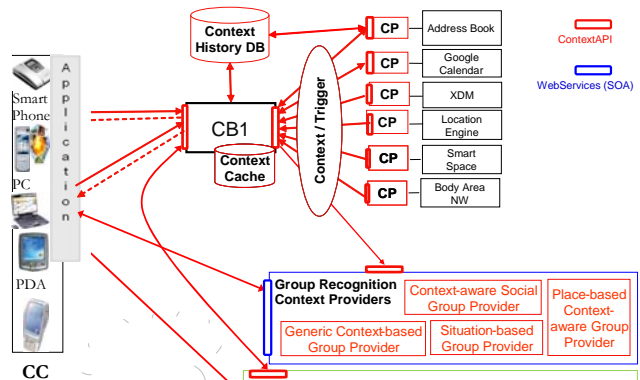 Context
History DB
CP
Address Book
ContextAPI
Google
Calendar
CP
WebServices (SOA)
CP
XDM
Smart
Phone
Application
CB1
Context
Cache
Context / Trigger
CP
Location
Engine
PC
CP
Smart
Space
CP
Body Area
NW
PDA
CC
Group Recognition
Context Providers
Context-aware Social
Group Provider
Place-based
Context-
aware Group
Provider
Generic Context-based
Group Provider
Situation-based
Group Provider